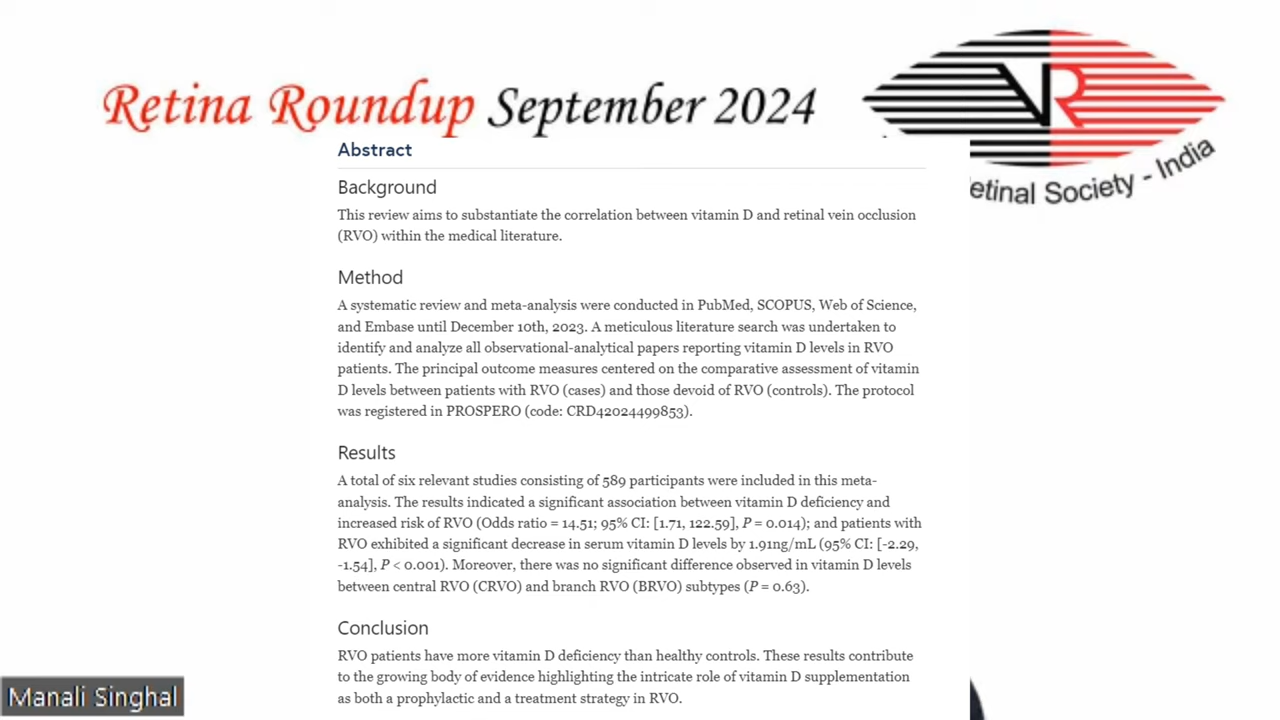 Retina Roundup September 2024
VR
etinal Society - India
Abstract
Background
This review aims to substantiate the correlation between vitamin D and retinal vein occlusion
(RVO) within the medical literature.
Method
A systematic review and meta-analysis were conducted in PubMed, SCOPUS, Web of Science,
and Embase until December 10th, 2023. A meticulous literature search was undertaken to
identify and analyze all observational-analytical papers reporting vitamin D levels in RVO
patients. The principal outcome measures centered on the comparative assessment of vitamin
D levels between patients with RVO (cases) and those devoid of RVO (controls). The protocol
was registered in PROSPERO (code: CRD42024499853).
Results
A total of six relevant studies consisting of 589 participants were included in this meta-
analysis. The results indicated a significant association between vitamin D deficiency and
increased risk of RVO (Odds ratio = 14.51; 95% CI: [1.71, 122.59], P = 0.014); and patients with
RVO exhibited a significant decrease in serum vitamin D levels by 1.91ng/mL (95% CI: [-2.29,
-1.54], P < 0.001). Moreover, there was no significant difference observed in vitamin D levels
between central RVO (CRVO) and branch RVO (BRVO) subtypes (P = 0.63).
Conclusion
RVO patients have more vitamin D deficiency than healthy controls. These results contribute
to the growing body of evidence highlighting the intricate role of vitamin D supplementation
as both a prophylactic and a treatment strategy in RVO.
Manali Singhal